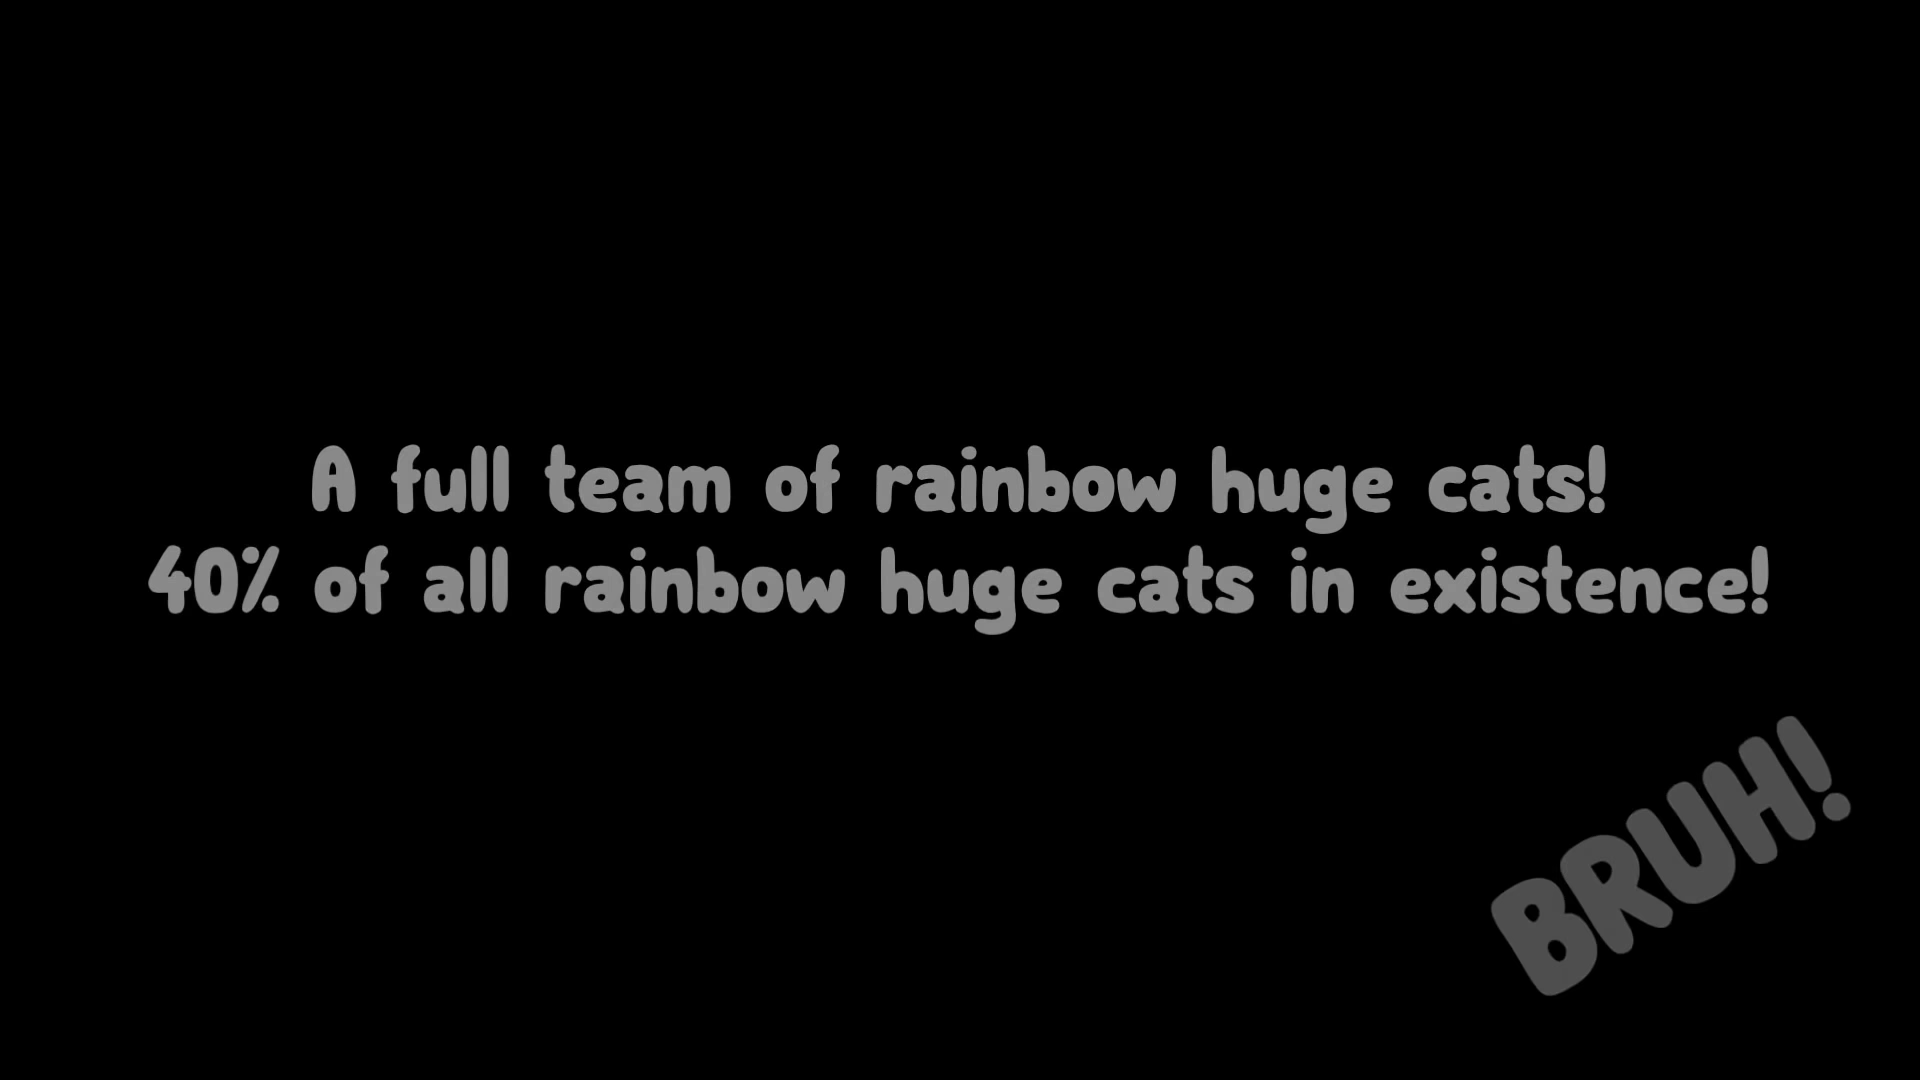 A full team of rainbow huge cats!
40% of all rainbow huge cats in existence!
BRUH!